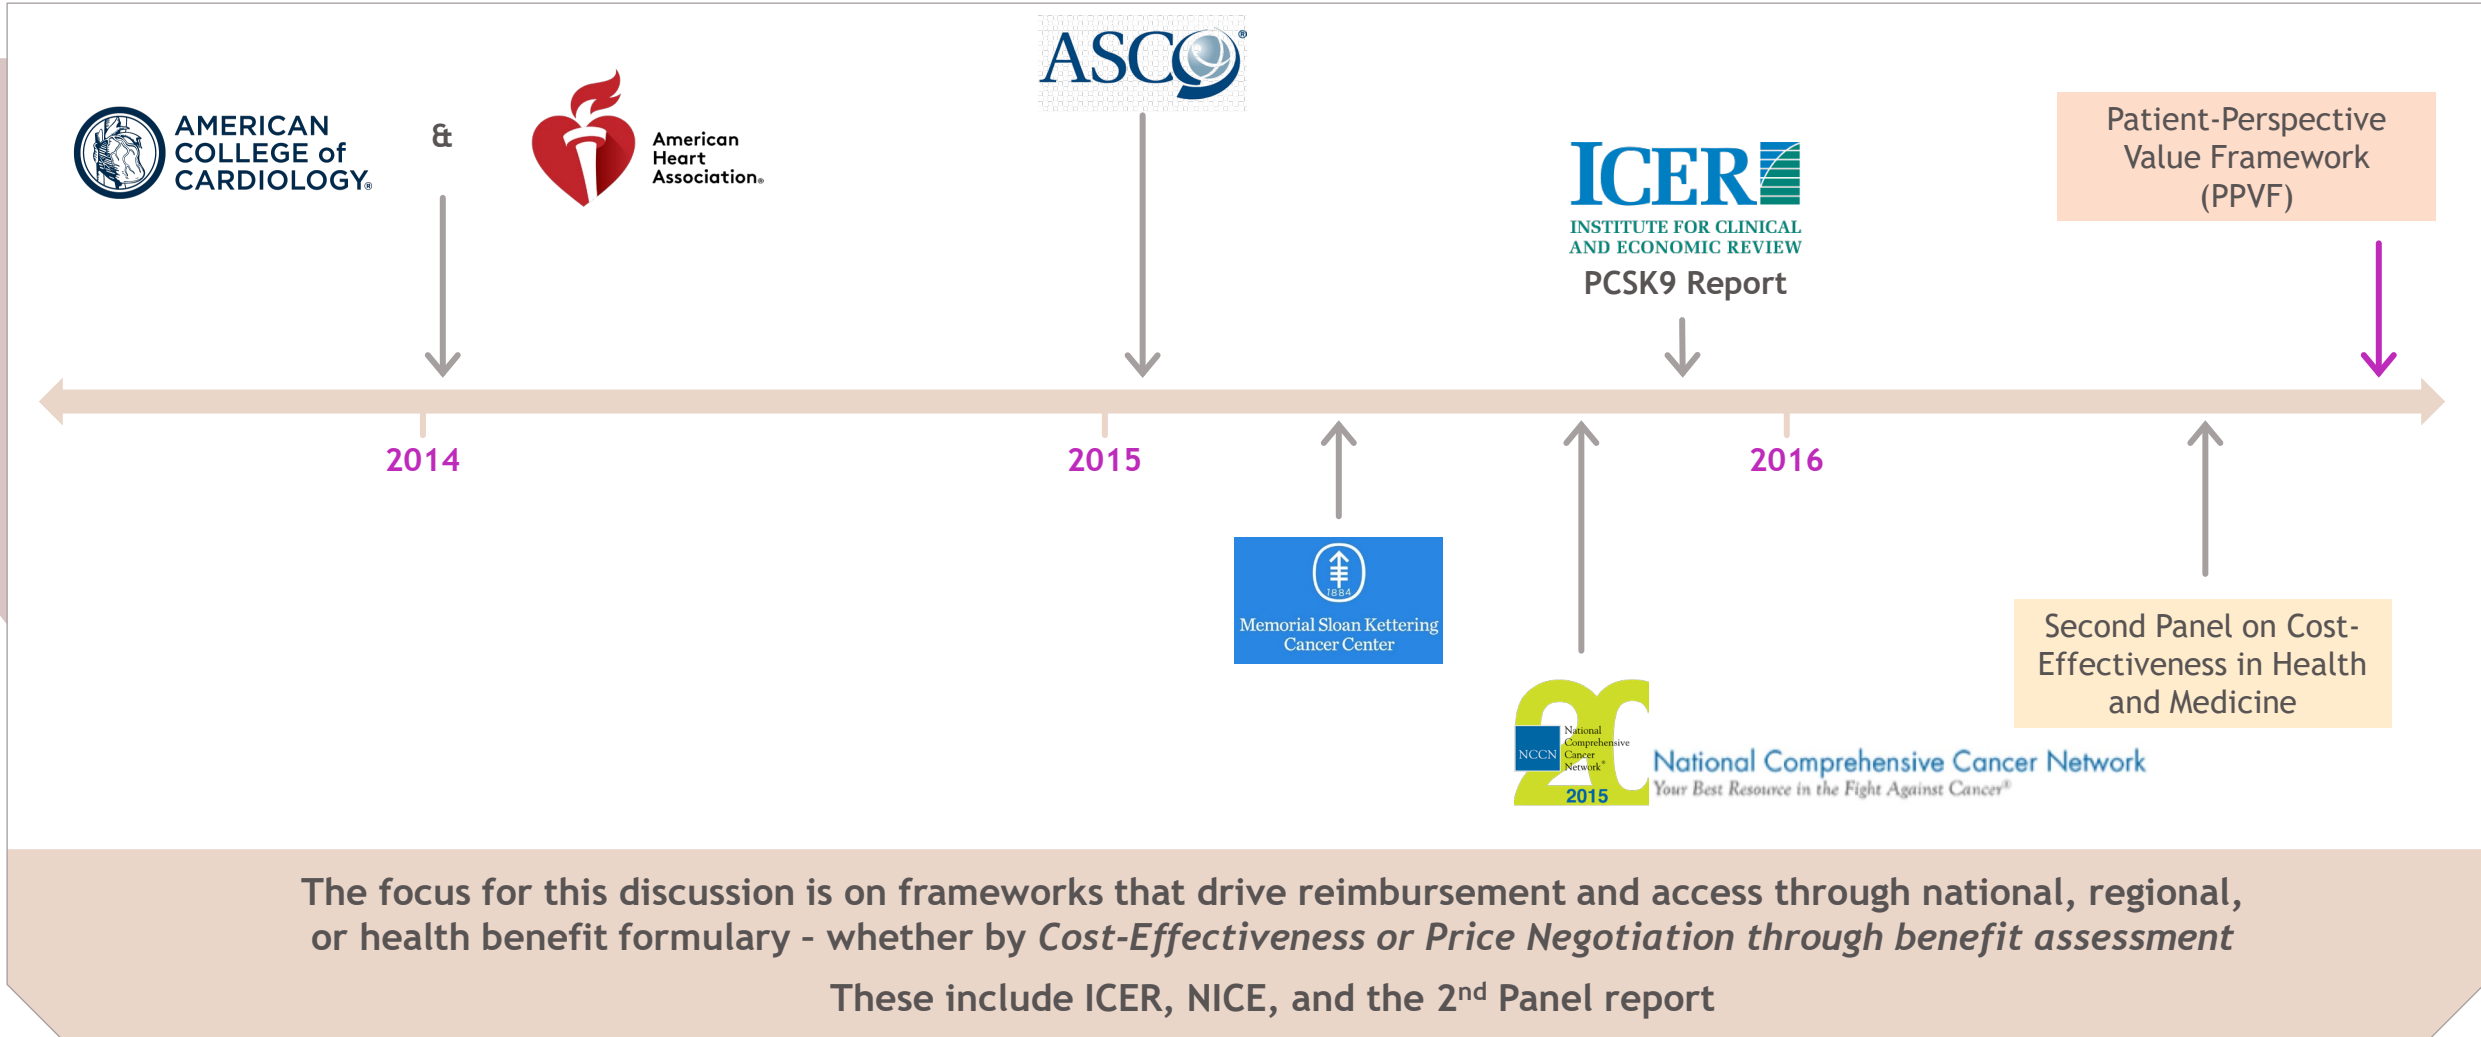 AMERICAN
COLLEGE of
CARDIOLOGY®
&
American
Heart
Association®
ASCO®
ICER
INSTITUTE FOR CLINICAL
AND ECONOMIC REVIEW
PCSK9 Report
Patient-Perspective
Value Framework
(PPVF)
2014
2015
2016
1884
Memorial Sloan Kettering
Cancer Center
20
NCCN
National
Comprehensive
Cancer
Network®
2015
National Comprehensive Cancer Network
Your Best Resource in the Fight Against Cancer®
Second Panel on Cost-
Effectiveness in Health
and Medicine
The focus for this discussion is on frameworks that drive reimbursement and access through national, regional,
or health benefit formulary – whether by Cost-Effectiveness or Price Negotiation through benefit assessment
These include ICER, NICE, and the 2nd Panel report